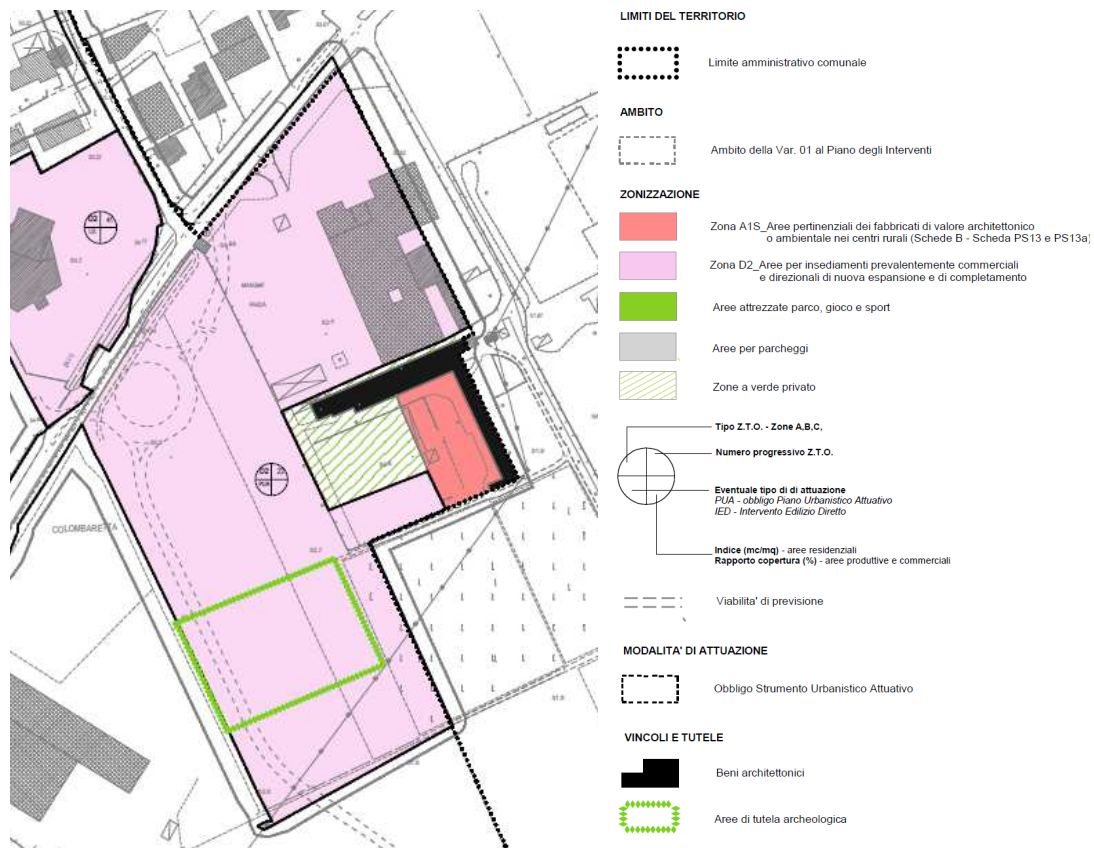 LIMITI DEL TERRITORIO
Limite amministrativo comunale
AMBITO
Ambito della Var. 01 al Piano degli Interventi
ZONIZZAZIONE
Zona A1S_Aree pertinenziali dei fabbricati di valore architettonico
o ambientale nei centri rurali (Schede B - Scheda PS13 e PS13a)
Zona D2_Aree per insediamenti prevalentemente commerciali
e direzionali di nuova espansione e di completamento
Aree attrezzate parco, gioco e sport
Aree per parcheggi
Zone a verde privato
Tipo Z.T.O. - Zone A,B,C,
Numero progressivo Z.T.O.
Eventuale tipo di di attuazione
PUA - obbligo Piano Urbanistico Attuativo
IED - Intervento Edilizio Diretto
Indice (mc/mq) - aree residenziali
Rapporto copertura (%) - aree produttive e commerciali
Viabilita' di previsione
MODALITA' DI ATTUAZIONE
Obbligo Strumento Urbanistico Attuativo
VINCOLI E TUTELE
Beni architettonici
Aree di tutela archeologica
D2
D2
PUA
COLOMBARETTA